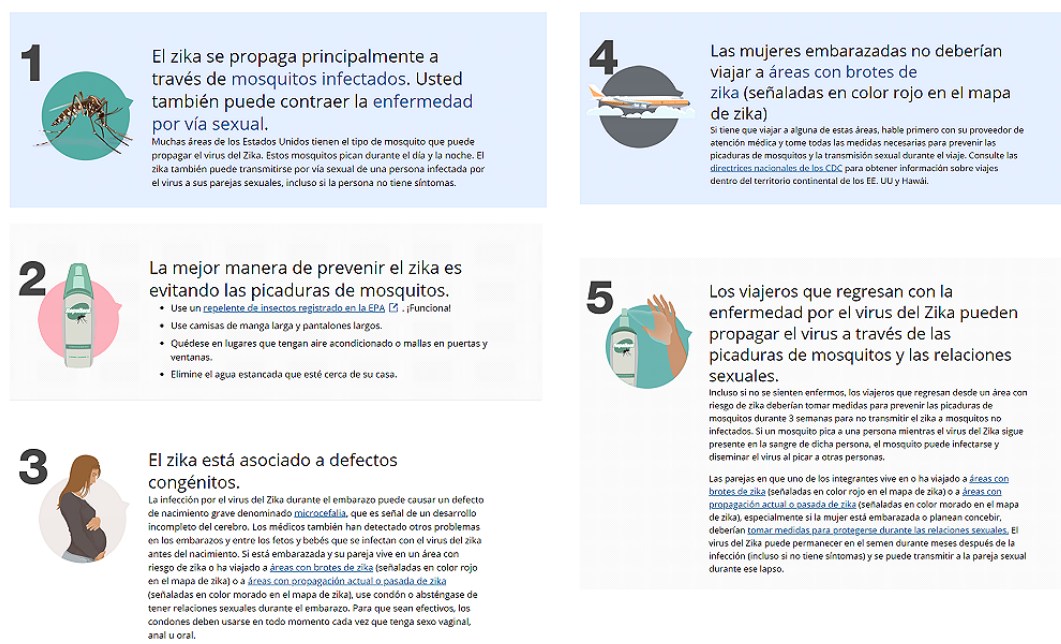 1
El zika se propaga principalmente a
través de mosquitos infectados. Usted
también puede contraer la enfermedad
por vía sexual.
Muchas áreas de los Estados Unidos tienen el tipo de mosquito que puede
propagar el virus del Zika. Estos mosquitos pican durante el día y la noche. El
zika también puede transmitirse por vía sexual de una persona infectada por
el virus a sus parejas sexuales, incluso si la persona no tiene síntomas.
2
La mejor manera de prevenir el zika es
evitando las picaduras de mosquitos.
• Use un repelente de insectos registrado en la EPA . ¡Funciona!
• Use camisas de manga larga y pantalones largos.
• Quédese en lugares que tengan aire acondicionado o mallas en puertas y
ventanas.
• Elimine el agua estancada que esté cerca de su casa.
3
El zika está asociado a defectos
congénitos.
La infección por el virus del Zika durante el embarazo puede causar un defecto
de nacimiento grave denominado microcefalia, que es señal de un desarrollo
incompleto del cerebro. Los médicos también han detectado otros problemas
en los embarazos y entre los fetos y bebés que se infectan con el virus del zika
antes del nacimiento. Si está embarazada y su pareja vive en un área con
riesgo de zika o ha viajado a áreas con brotes de zika (señaladas en color rojo
en el mapa de zika) o a áreas con propagación actual o pasada de zika
(señaladas en color morado en el mapa de zika), use condón o absténgase de
tener relaciones sexuales durante el embarazo. Para que sean efectivos, los
condones deben usarse en todo momento cada vez que tenga sexo vaginal,
anal u oral.
4
Las mujeres embarazadas no deberían
viajar a áreas con brotes de
zika (señaladas en color rojo en el mapa
de zika)
Si tiene que viajar a alguna de estas áreas, hable primero con su proveedor de
atención médica y tome todas las medidas necesarias para prevenir las
picaduras de mosquitos y la transmisión sexual durante el viaje. Consulte las
directrices nacionales de los CDC para obtener información sobre viajes
dentro del territorio continental de los EE. UU y Hawái.
5
Los viajeros que regresan con la
enfermedad por el virus del Zika pueden
propagar el virus a través de las
picaduras de mosquitos y las relaciones
sexuales.
Incluso si no se sienten enfermos, los viajeros que regresan desde un área con
riesgo de zika deberían tomar medidas para prevenir las picaduras de
mosquitos durante 3 semanas para no transmitir el zika a mosquitos no
infectados. Si un mosquito pica a una persona mientras el virus del Zika sigue
presente en la sangre de dicha persona, el mosquito puede infectarse y
diseminar el virus al picar a otras personas.
Las parejas en que uno de los integrantes vive en o ha viajado a áreas con
brotes de zika (señaladas en color rojo en el mapa de zika) o a áreas con
propagación actual o pasada de zika (señaladas en color morado en el mapa
de zika), especialmente si la mujer está embarazada o planean concebir,
deberían tomar medidas para protegerse durante las relaciones sexuales. El
virus del Zika puede permanecer en el semen durante meses después de la
infección (incluso si no tiene síntomas) y se puede transmitir a la pareja sexual
durante ese lapso.